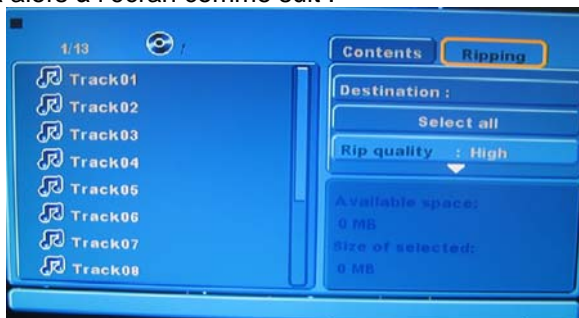 1/13
Track01
Track02
Track03
Track04
Track05
Track06
Track07
Track08
Contents Ripping
Destination :
Select all
Rip quality : High
Available space:
0 MB
Size of selected:
0 MB